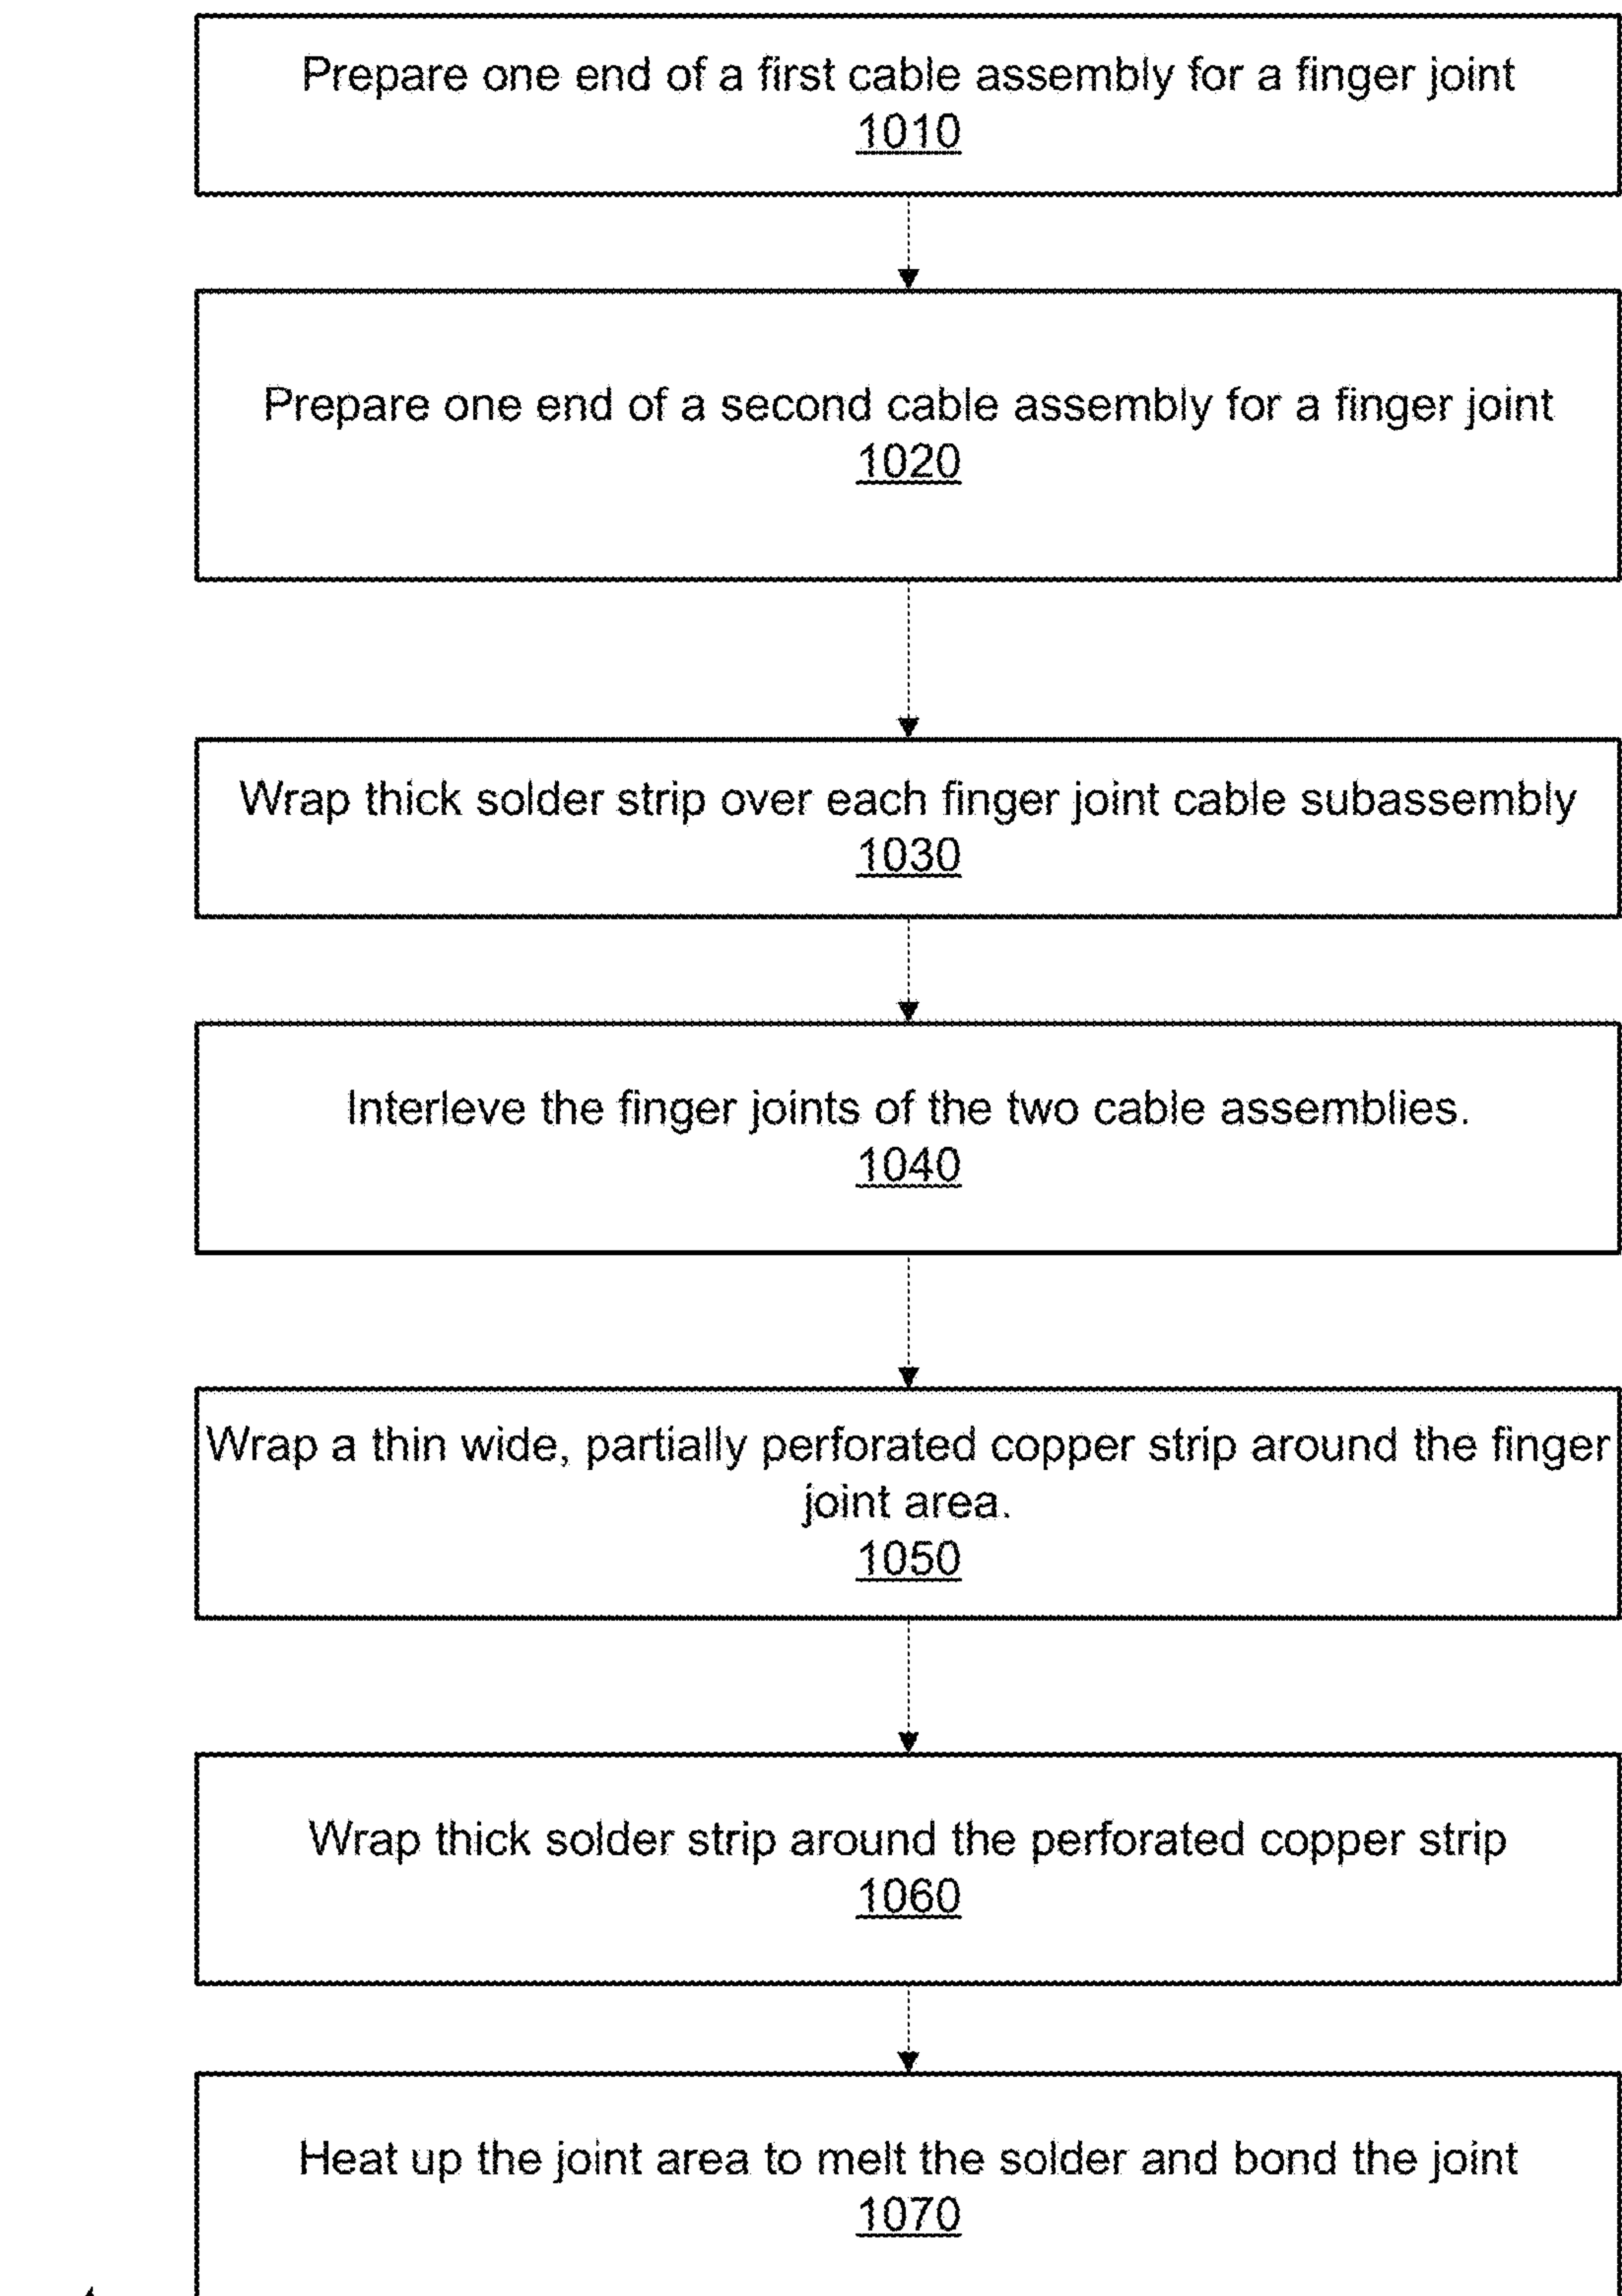 Prepare one end of a first cable assembly for a finger joint
1010
Prepare one end of a second cable assembly for a finger joint
1020
Wrap thick solder strip over each finger joint cable subassembly
1030
Interleve the finger joints of the two cable assemblies.
1040
Wrap a thin wide, partially perforated copper strip around the finger
joint area.
1050
Wrap thick solder strip around the perforated copper strip
1060
Heat up the joint area to melt the solder and bond the joint
1070